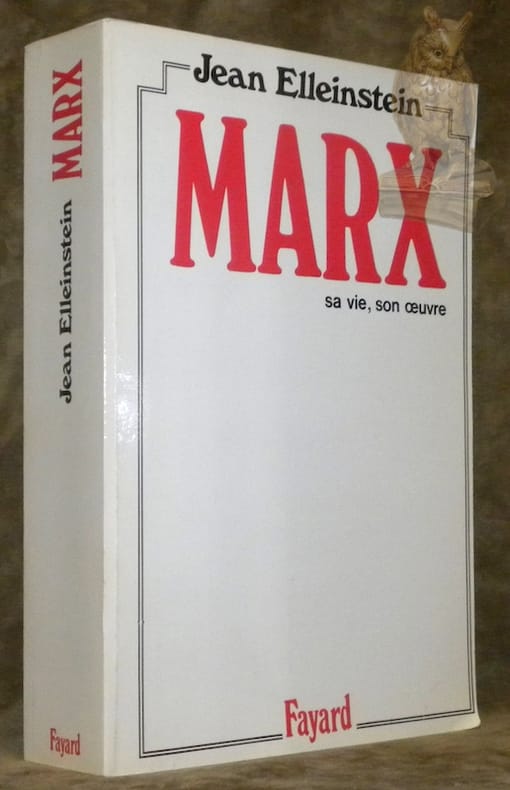 Jean Elleinstein
MARX
sa vie, son œuvre
Fayard
MARX
Jean Elleinstein
Fayard